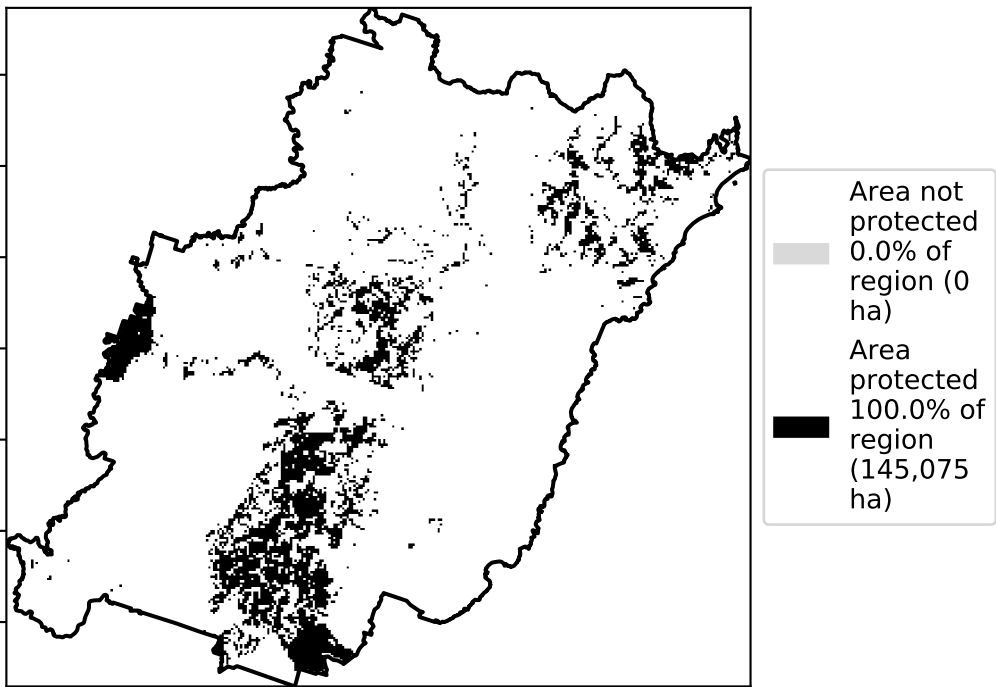 Area not
protected
0.0% of
region (0
ha)
Area
protected
100.0% of
region
(145,075
ha)